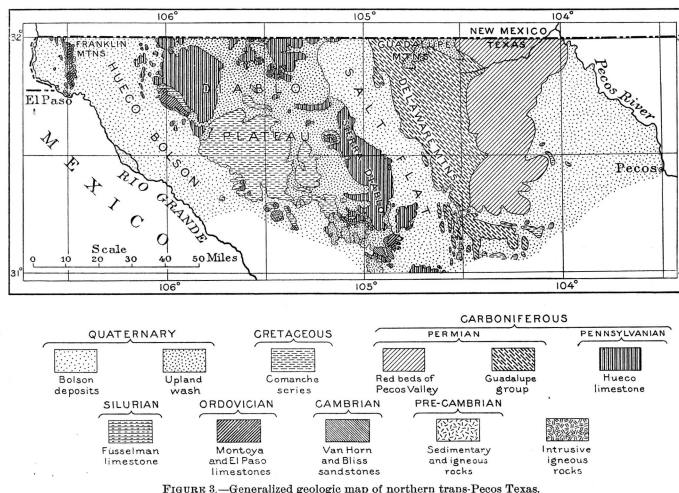 106°
105°
104°
32°
NEW MEXICO
TEXAS
FRANKLIN
MTNS
GUADALUPE
MTNS
El Paso
HUECO BOLSON
DIABLO
PLATEAU
SALT FLAT
DELAWARE MTNS
Pecos River
Pecos
MEXICO
RIO GRANDE
Scale
0 10 20 30 40 50 Miles
31°
106°
105°
104°
CARBONIFEROUS
QUATERNARY
CRETACEOUS
PERMIAN
PENNSYLVANIAN
Bolson
deposits
Upland
wash
Comanche
series
Red beds of
Pecos Valley
Guadalupe
group
Hueco
limestone
SILURIAN
ORDOVICIAN
CAMBRIAN
PRE-CAMBRIAN
Fusselman
limestone
Montoya
and El Paso
limestones
Van Horn
and Bliss
sandstones
Sedimentary
and igneous
rocks
Intrusive
igneous
rocks
FIGURE 3.—Generalized geologic map of northern trans-Pecos Texas.